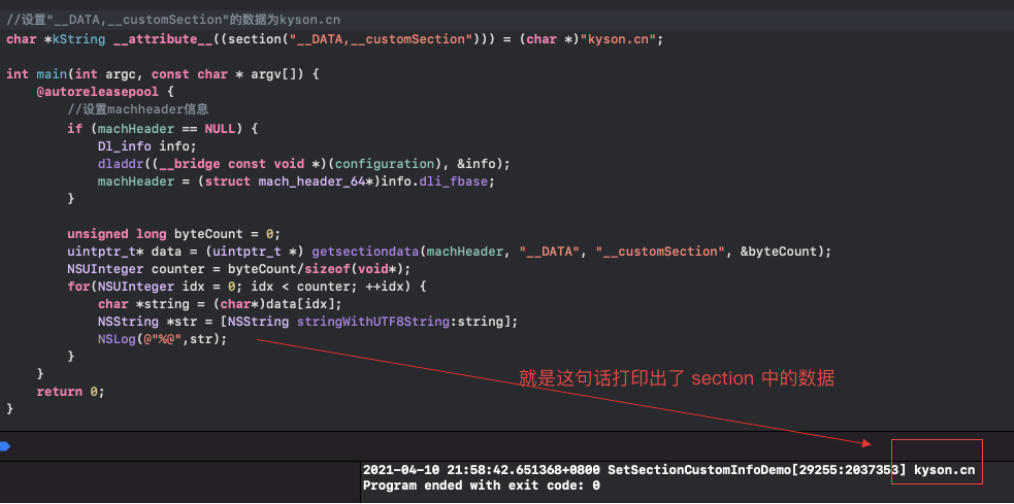 //设置"__DATA,__customSection"的数据为kyson.cn
char *kString __attribute__((section("__DATA,__customSection"))) = (char *)"kyson.cn";
int main(int argc, const char * argv[]) {
@autoreleasepool {
//设置machheader信息
if (machHeader == NULL) {
Dl_info info;
dladdr((__bridge const void *)(configuration), &info);
machHeader = (struct mach_header_64*)info.dli_fbase;
}
unsigned long byteCount = 0;
uintptr_t* data = (uintptr_t *) getsectiondata(machHeader, "__DATA", "__customSection", &byteCount);
NSUInteger counter = byteCount/sizeof(void*);
for(NSUInteger idx = 0; idx < counter; ++idx) {
char *string = (char*)data[idx];
NSString *str = [NSString stringWithUTF8String:string];
NSLog(@"%@",str);
}
}
return 0;
}
就是这句话打印出了 section 中的数据
2021-04-10 21:58:42.651368+0800 SetSectionCustomInfoDemo[29255:2037353] kyson.cn
Program ended with exit code: 0